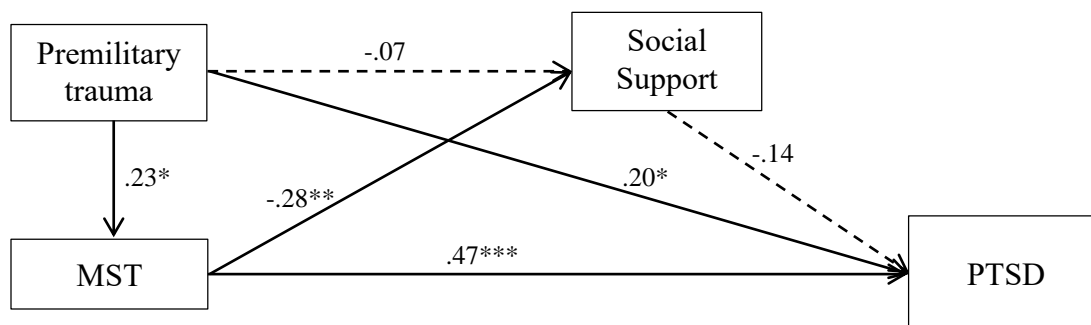 Premilitary
trauma
-.07
Social
Support
-.14
.23*
-.28**
.20*
MST
.47***
PTSD